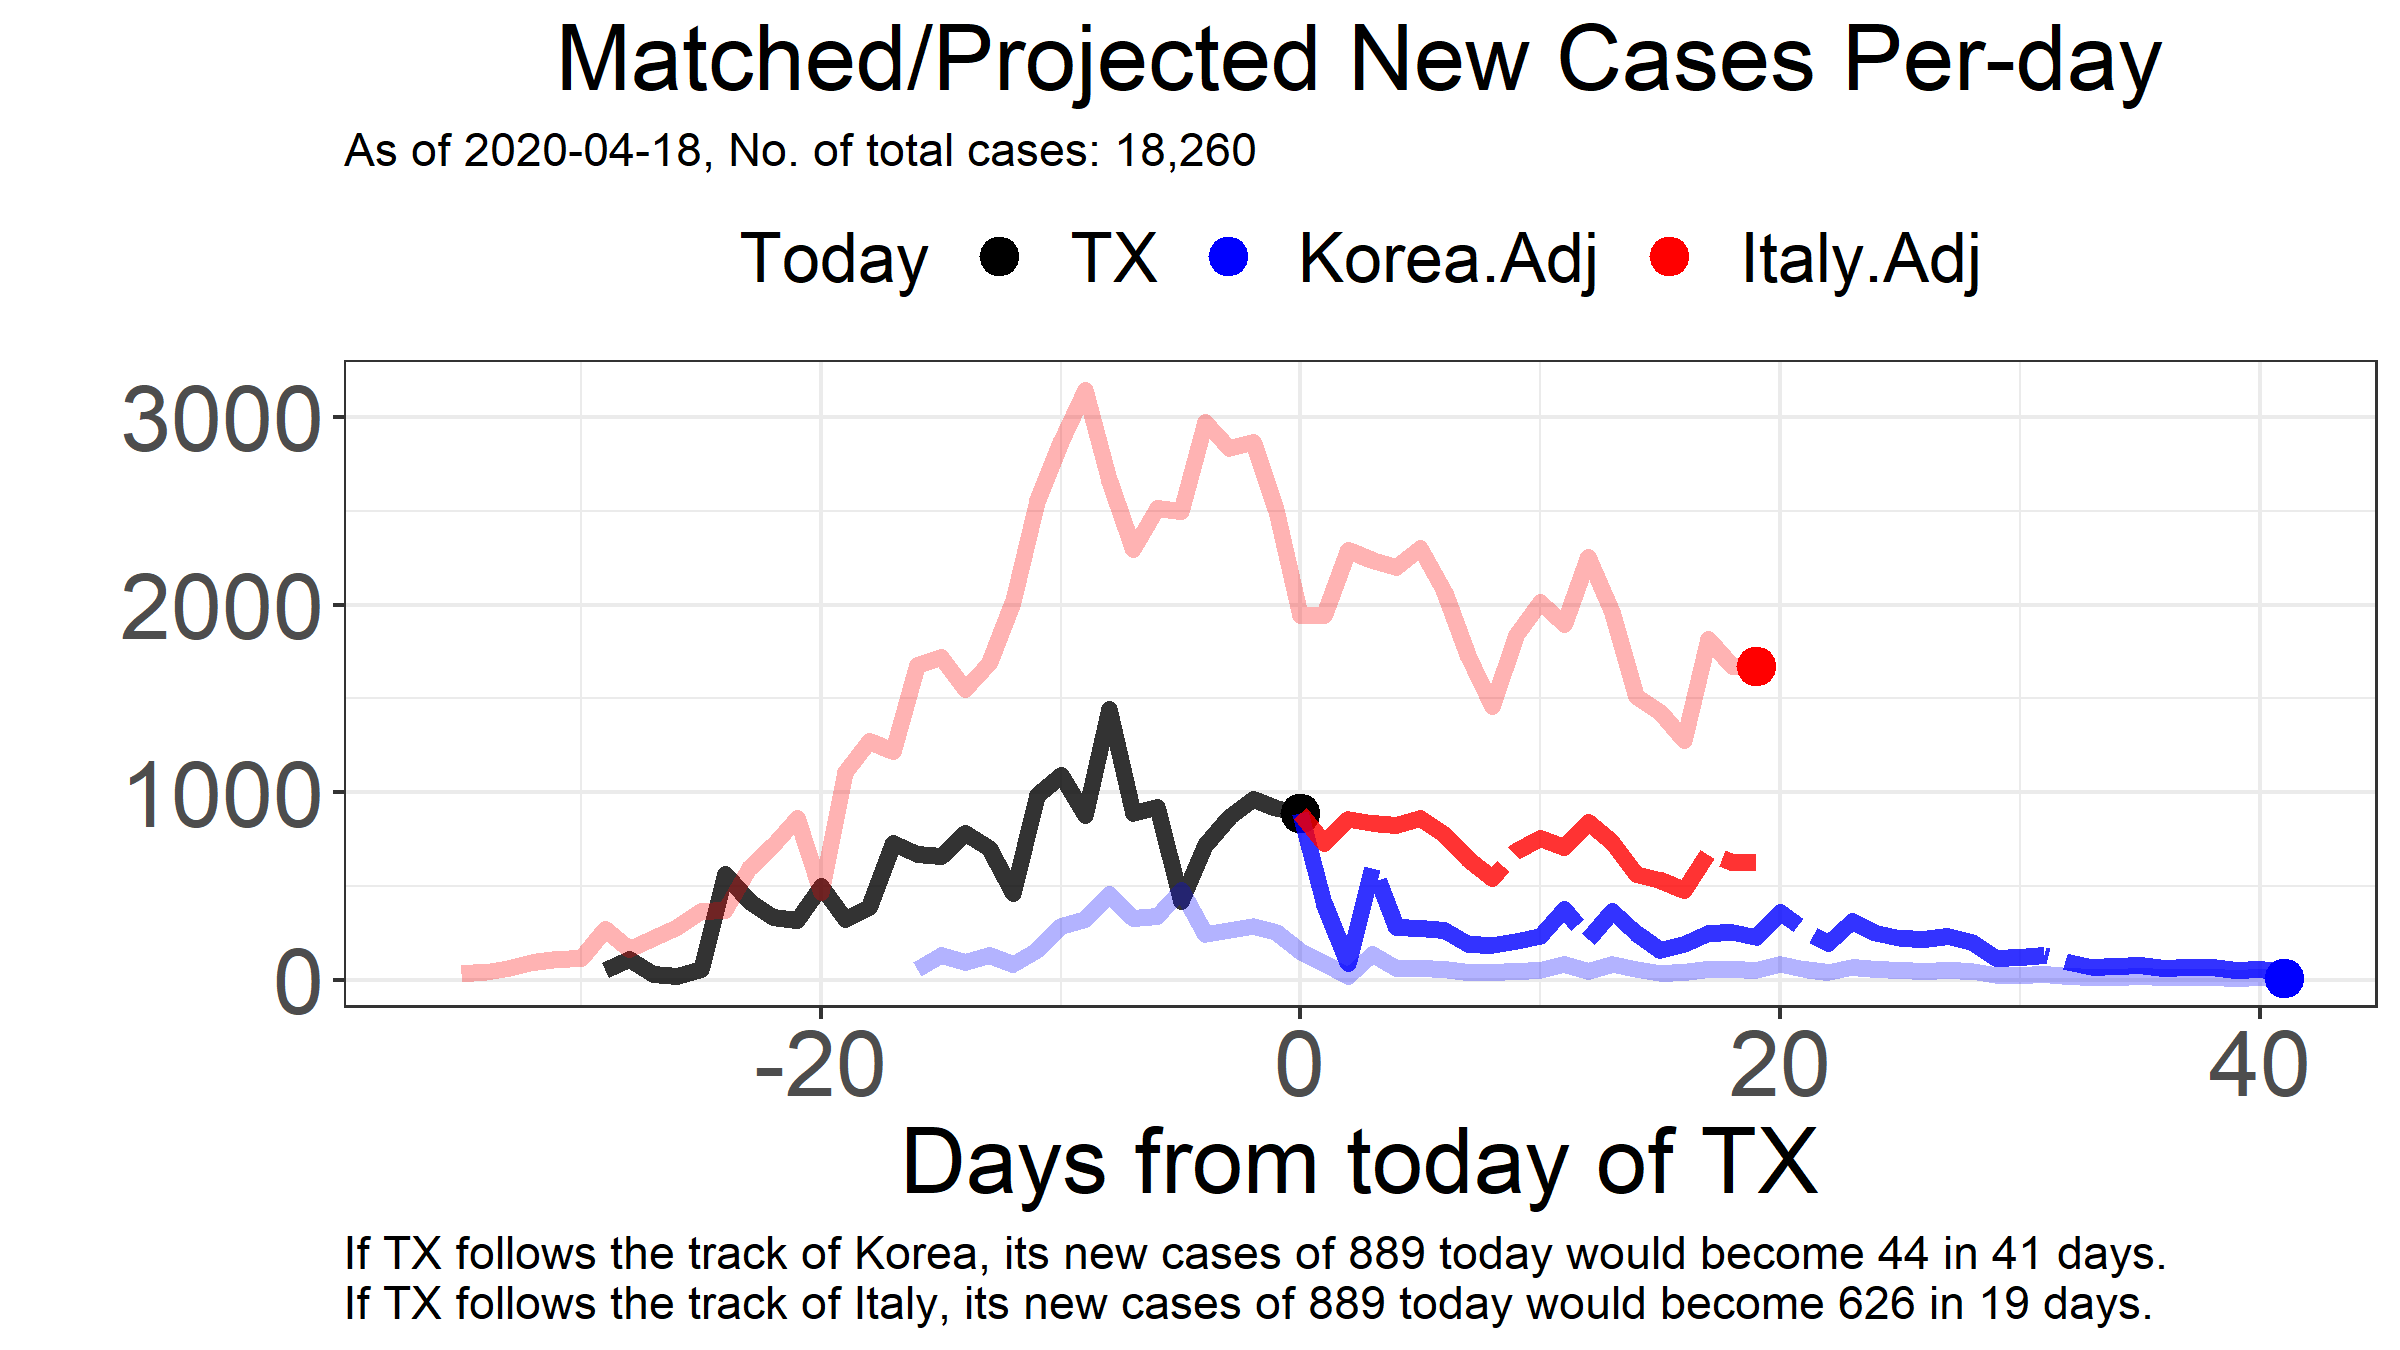 Matched/Projected New Cases Per-day
As of 2020-04-18, No. of total cases: 18,260
Today TX Korea.Adj Italy.Adj
3000
2000
1000
0
-20 0 20 40
Days from today of TX
If TX follows the track of Korea, its new cases of 889 today would become 44 in 41 days.
If TX follows the track of Italy, its new cases of 889 today would become 626 in 19 days.